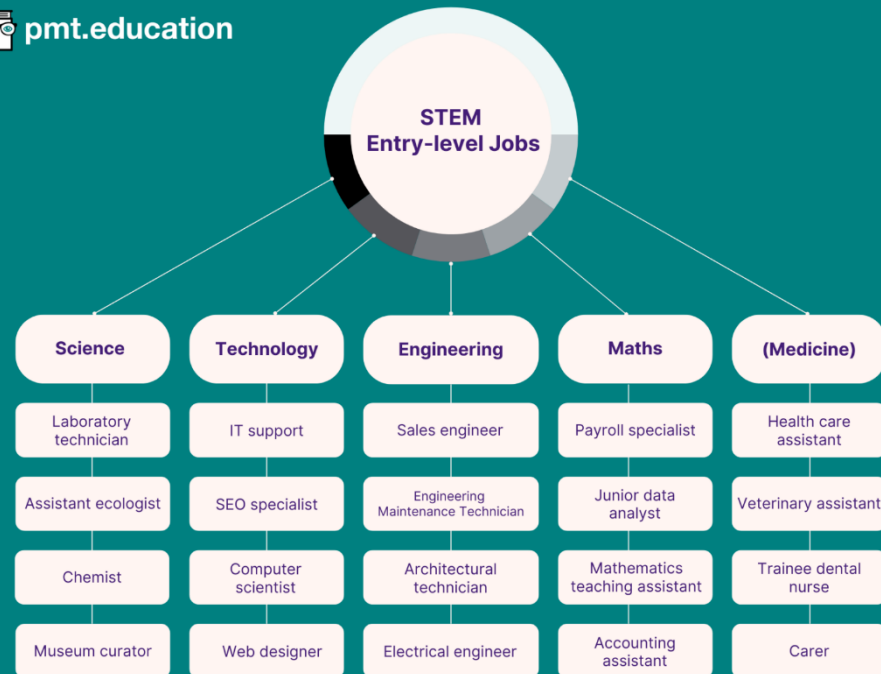 pmt.education
STEM
Entry-level Jobs
Science
Technology
Engineering
Maths
(Medicine)
Laboratory
technician
IT support
Sales engineer
Payroll specialist
Health care
assistant
Assistant ecologist
SEO specialist
Engineering
Maintenance Technician
Junior data
analyst
Veterinary assistant
Chemist
Computer
scientist
Architectural
technician
Mathematics
teaching assistant
Trainee dental
nurse
Museum curator
Web designer
Electrical engineer
Accounting
assistant
Carer